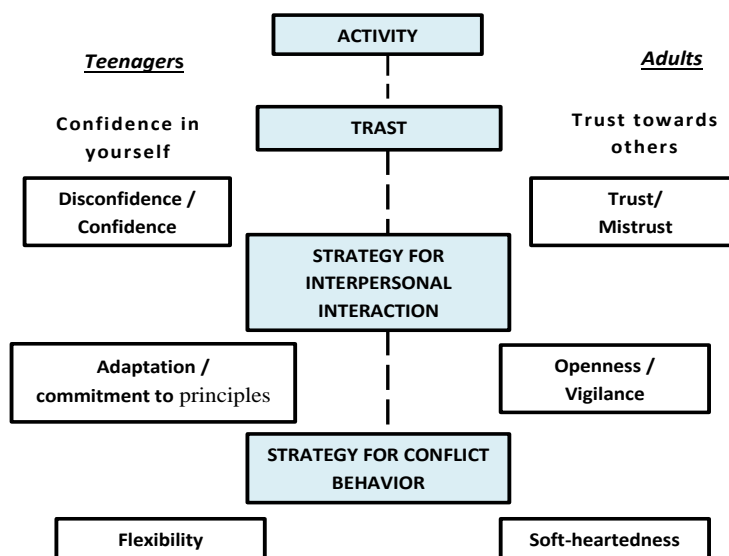 ACTIVITY
Teenagers
Adults
Confidence in
yourself
TRAST
Trust towards
others
Disconfidence /
Confidence
Trust/
Mistrust
STRATEGY FOR
INTERPERSONAL
INTERACTION
Adaptation /
commitment to principles
Openness /
Vigilance
STRATEGY FOR CONFLICT
BEHAVIOR
Flexibility
Soft-heartedness